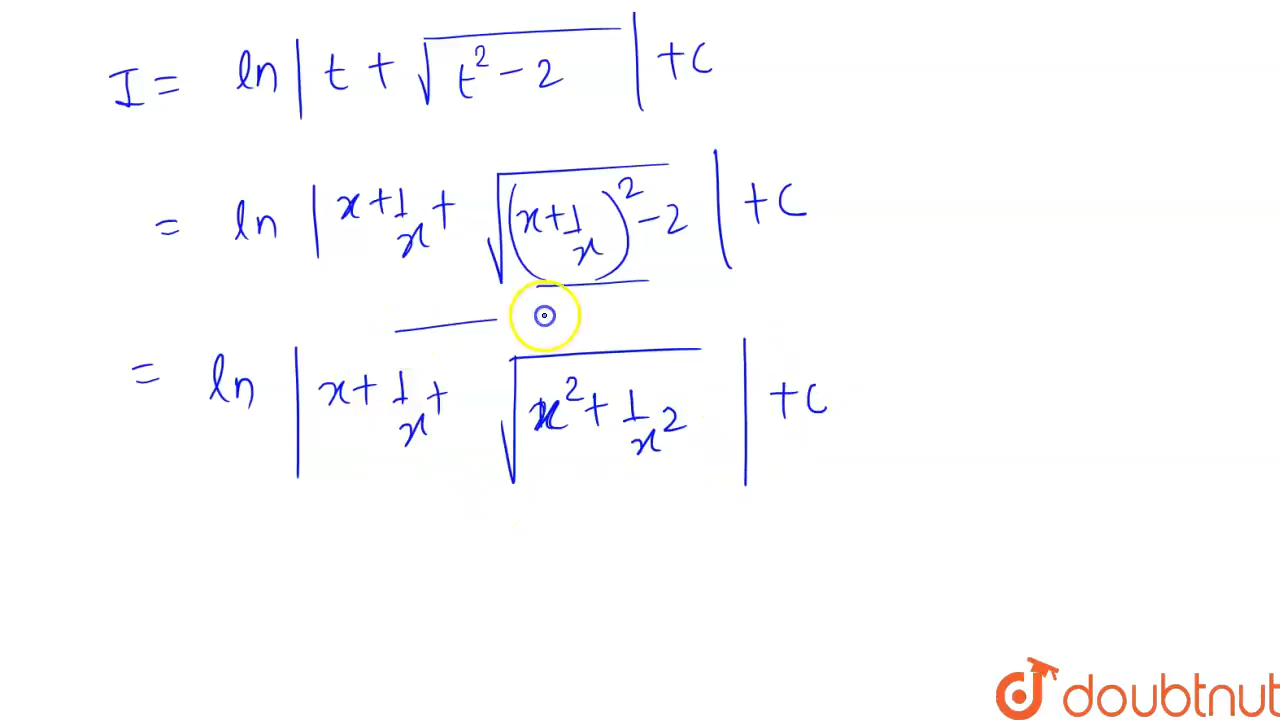 I = ln | t + √(t² - 2) | + c
= ln | x + 1/x + √((x + 1/x)² - 2) | + c
= ln | x + 1/x + √(x² + 1/x²) | + c
doubtnut